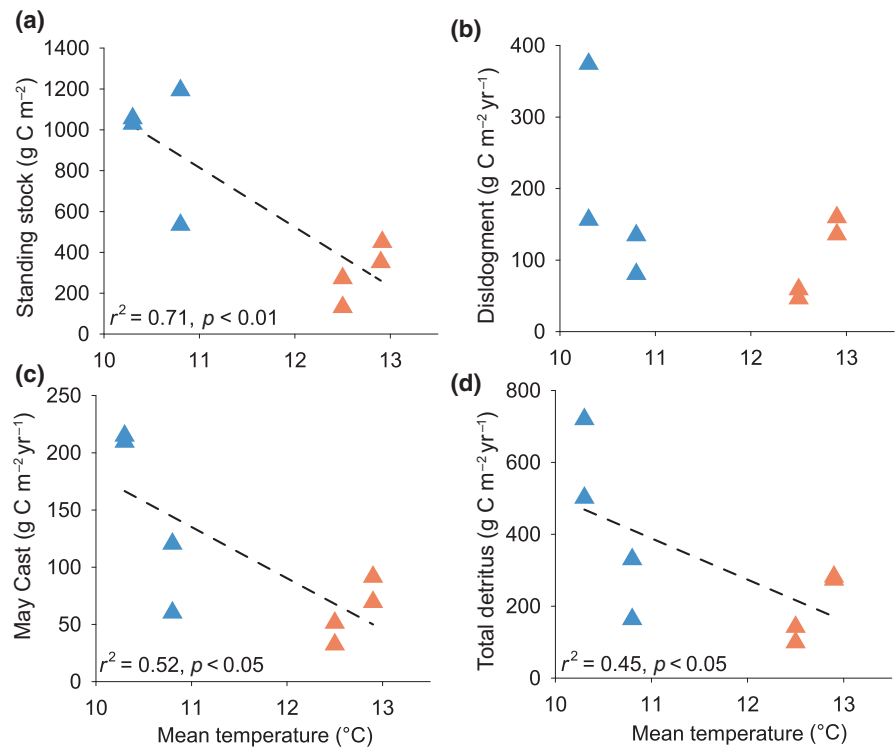 (a)
Standing stock (g C m⁻²)
1400
1200
1000
800
600
400
200
0
r² = 0.71, p < 0.01
10 11 12 13
(b)
Disldogment (g C m⁻² yr⁻¹)
400
300
200
100
0
10 11 12 13
(c)
May Cast (g C m⁻² yr⁻¹)
250
200
150
100
50
0
r² = 0.52, p < 0.05
10 11 12 13
Mean temperature (°C)
(d)
Total detritus (g C m⁻² yr⁻¹)
800
600
400
200
0
r² = 0.45, p < 0.05
10 11 12 13
Mean temperature (°C)